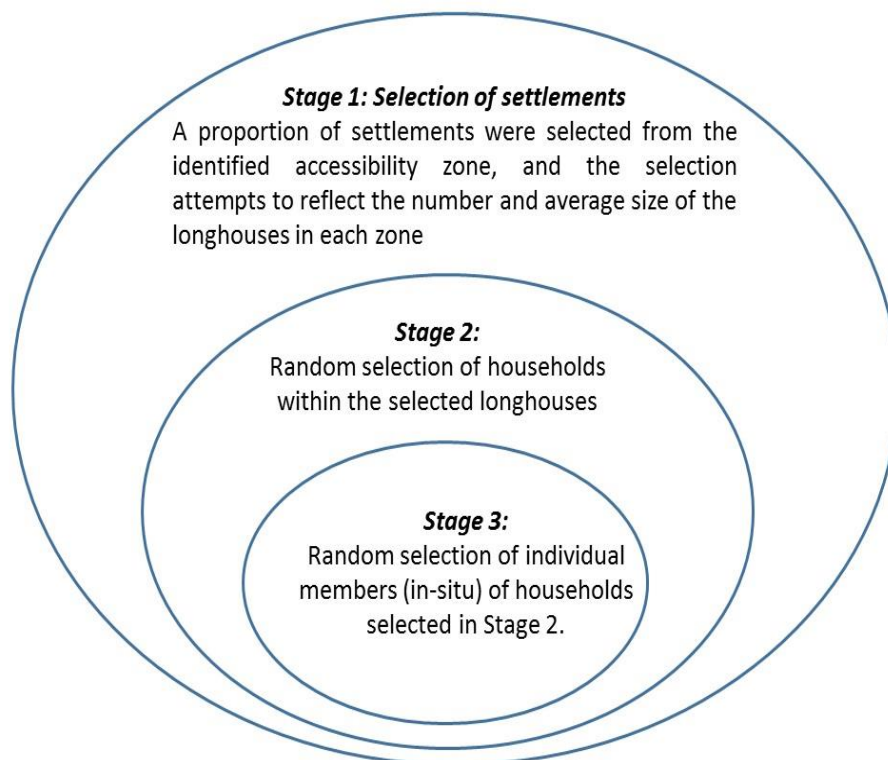 Stage 1: Selection of settlements
A proportion of settlements were selected from the
identified accessibility zone, and the selection
attempts to reflect the number and average size of the
longhouses in each zone
Stage 2:
Random selection of households
within the selected longhouses
Stage 3:
Random selection of individual
members (in-situ) of households
selected in Stage 2.